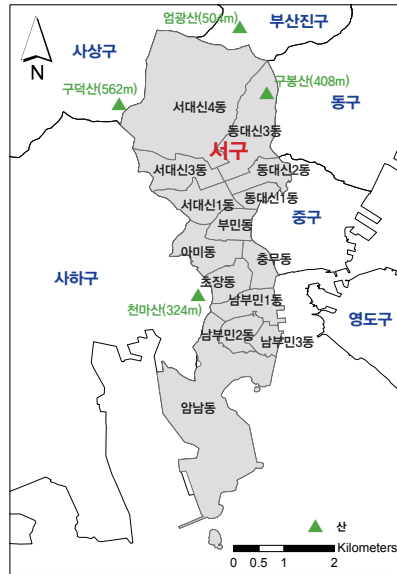 엄광산(504m)
부산진구
사상구
N
구덕산(562m)
구봉산(408m)
서대신4동
동구
동대신3동
서구
서대신3동
동대신2동
동대신1동
서대신1동
중구
부민동
아미동
충무동
사하구
초장동
천마산(324m)
남부민1동
영도구
남부민2동
남부민3동
암남동
산
Kilometers
0 0.5 1 2